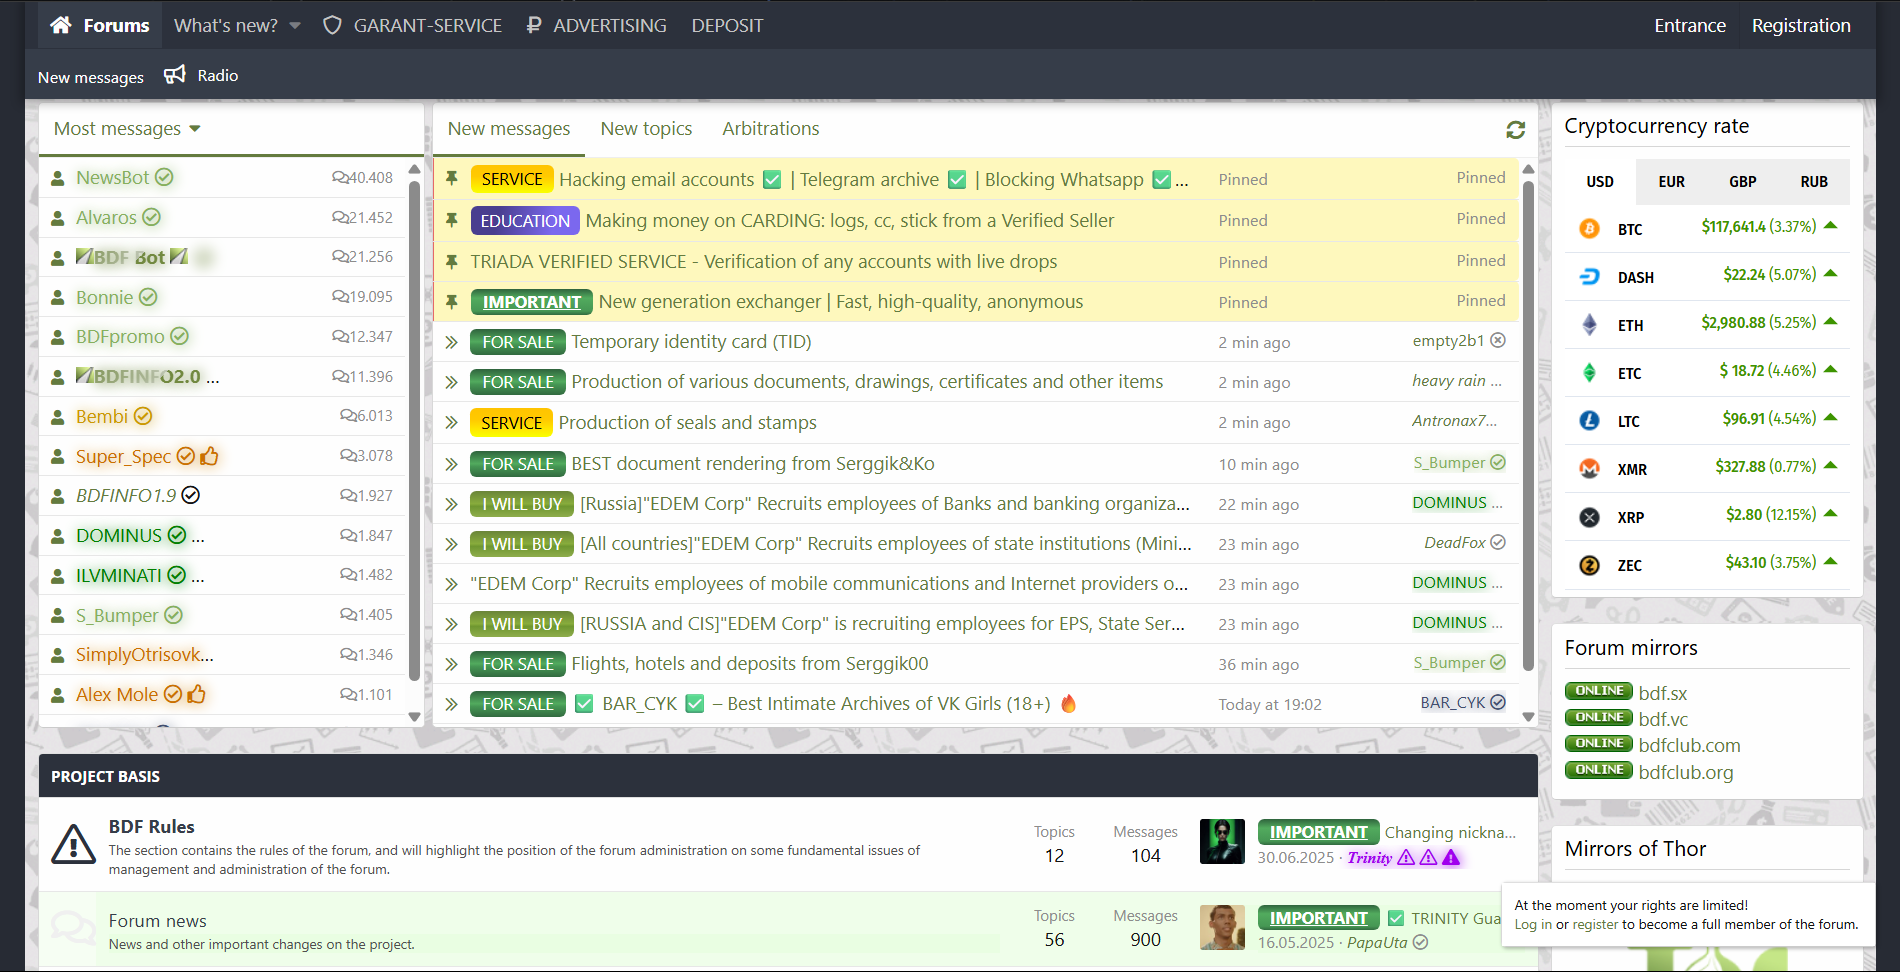 Forums What's new? GARANT-SERVICE ADVERTISING DEPOSIT Entrance Registration
New messages Radio
Most messages
NewsBot 40.408
Alvaros 21.452
BDF Bot 21.256
Bonnie 19.095
BDFpromo 12.347
BDFINFO2.0 ... 11.396
Bembi 6.013
Super_Spec 3.078
BDFINFO1.9 1.927
DOMINUS ... 1.847
ILVMINATI ... 1.482
S_Bumper 1.405
SimplyOtrisovk... 1.346
Alex Mole 1.101
New messages New topics Arbitrations
SERVICE Hacking email accounts ✅ | Telegram archive ✅ | Blocking Whatsapp ✅... Pinned Pinned
EDUCATION Making money on CARDING: logs, cc, stick from a Verified Seller Pinned Pinned
TRIADA VERIFIED SERVICE - Verification of any accounts with live drops Pinned Pinned
IMPORTANT New generation exchanger | Fast, high-quality, anonymous Pinned Pinned
FOR SALE Temporary identity card (TID) 2 min ago empty2b1
FOR SALE Production of various documents, drawings, certificates and other items 2 min ago heavy rain ...
SERVICE Production of seals and stamps 2 min ago Antronax7...
FOR SALE BEST document rendering from Serggik&Ko 10 min ago S_Bumper
I WILL BUY [Russia]"EDEM Corp" Recruits employees of Banks and banking organiza... 22 min ago DOMINUS ...
I WILL BUY [All countries]"EDEM Corp" Recruits employees of state institutions (Mini... 23 min ago DeadFox
"EDEM Corp" Recruits employees of mobile communications and Internet providers o... 23 min ago DOMINUS ...
I WILL BUY [RUSSIA and CIS]"EDEM Corp" is recruiting employees for EPS, State Ser... 23 min ago DOMINUS ...
FOR SALE Flights, hotels and deposits from Serggik00 36 min ago S_Bumper
FOR SALE ✅ BAR_CYK ✅ – Best Intimate Archives of VK Girls (18+) 🔥 Today at 19:02 BAR_CYK
Cryptocurrency rate
USD EUR GBP RUB
BTC $117,641.4 (3.37%)
DASH $22.24 (5.07%)
ETH $2,980.88 (5.25%)
ETC $ 18.72 (4.46%)
LTC $96.91 (4.54%)
XMR $327.88 (0.77%)
XRP $2.80 (12.15%)
ZEC $43.10 (3.75%)
Forum mirrors
ONLINE bdf.sx
ONLINE bdf.vc
ONLINE bdfclub.com
ONLINE bdfclub.org
Mirrors of Thor
PROJECT BASIS
BDF Rules
The section contains the rules of the forum, and will highlight the position of the forum administration on some fundamental issues of
management and administration of the forum.
Topics Messages
12 104
IMPORTANT Changing nickna...
30.06.2025 · Trinity
Forum news
News and other important changes on the project.
Topics Messages
56 900
IMPORTANT ✅ TRINITY Gua
16.05.2025 · PapaUta
At the moment your rights are limited!
Log in or register to become a full member of the forum.